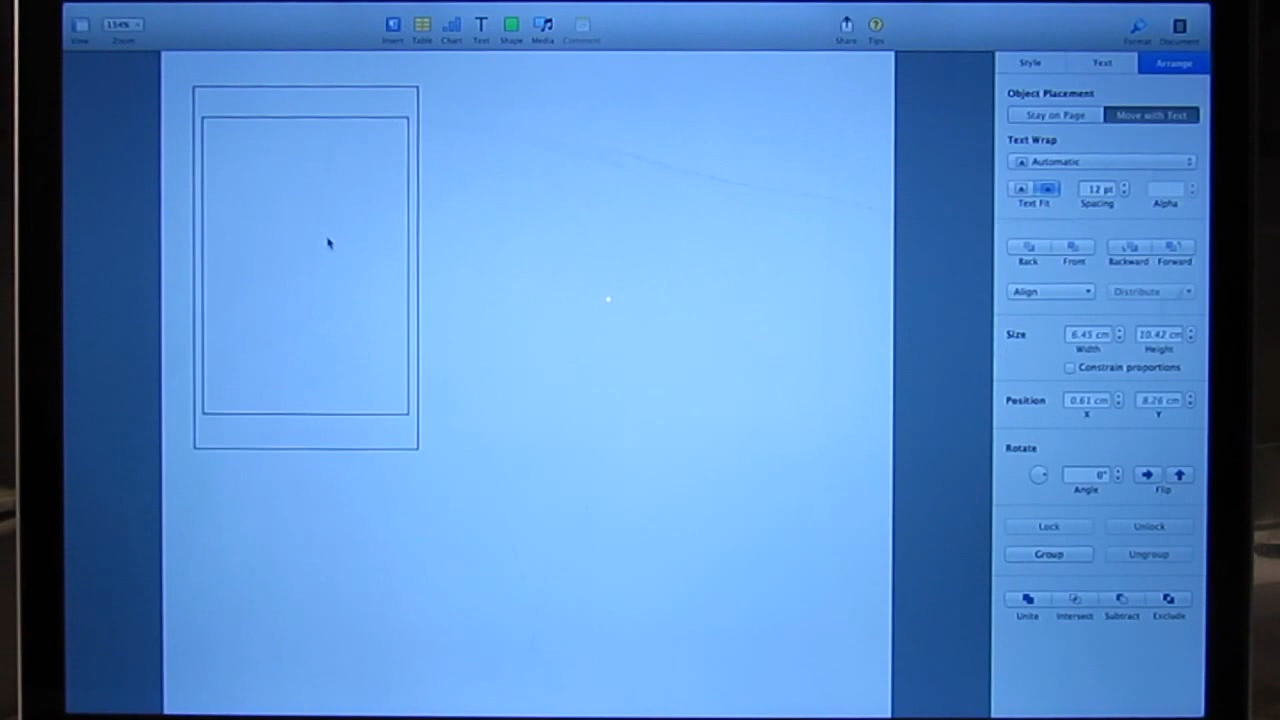 154%
View Zoom Insert Table Chart Text Shape Media Comment Share Tips Format Document
Style Text Arrange
Object Placement
Stay on Page Move with Text
Text Wrap
Automatic
12 pt
Text Fit Spacing Alpha
Back Front Backward Forward
Align Distribute
Size 6.45 cm 10.42 cm
Width Height
Constrain proportions
Position 0.61 cm 8.26 cm
X Y
Rotate
0°
Angle Flip
Lock Unlock
Group Ungroup
Unite Intersect Subtract Exclude